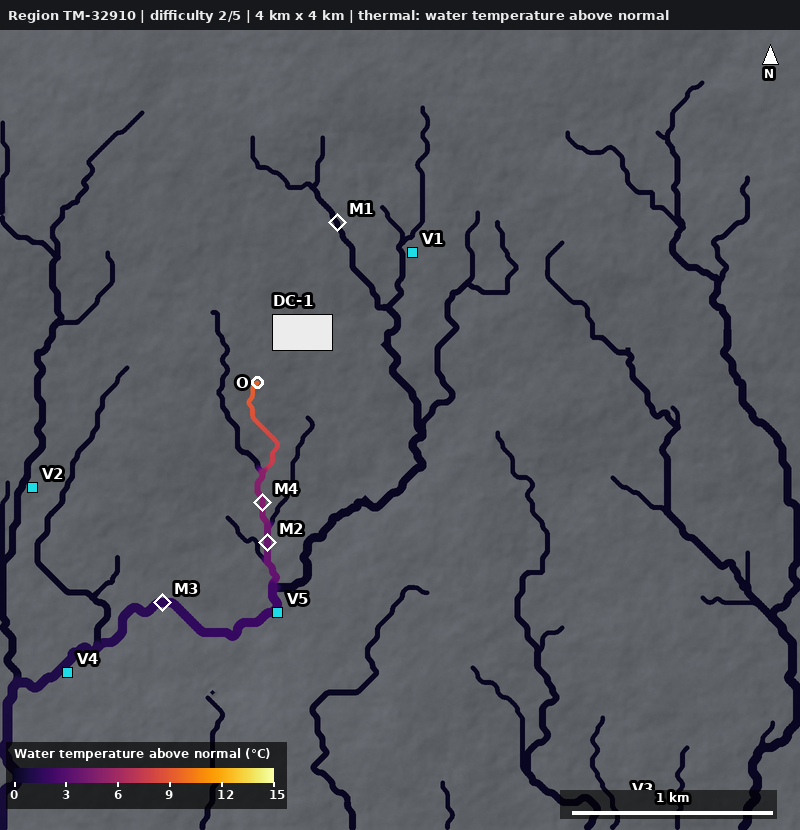 Region TM-32910 | difficulty 2/5 | 4 km x 4 km | thermal: water temperature above normal
N
M1
V1
DC-1
O
V2
M4
M2
M3
V5
V4
Water temperature above normal (°C)
0 3 6 9 12 15
V3
1 km